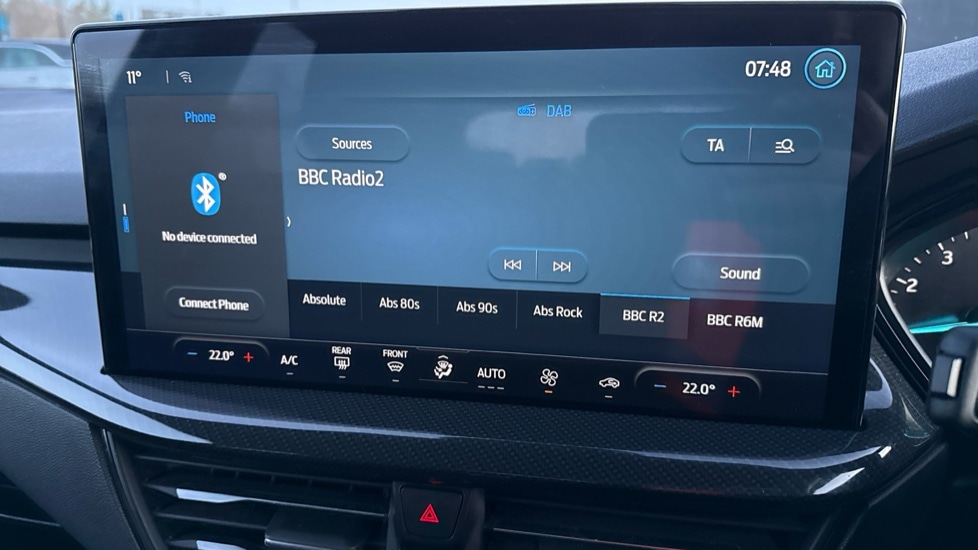 11° 07:48
Phone
DAB
Sources
TA
BBC Radio2
No device connected
Sound
Connect Phone
Absolute Abs 80s Abs 90s Abs Rock BBC R2 BBC R6M
− 22.0° + A/C REAR FRONT AUTO − 22.0° +
3
2